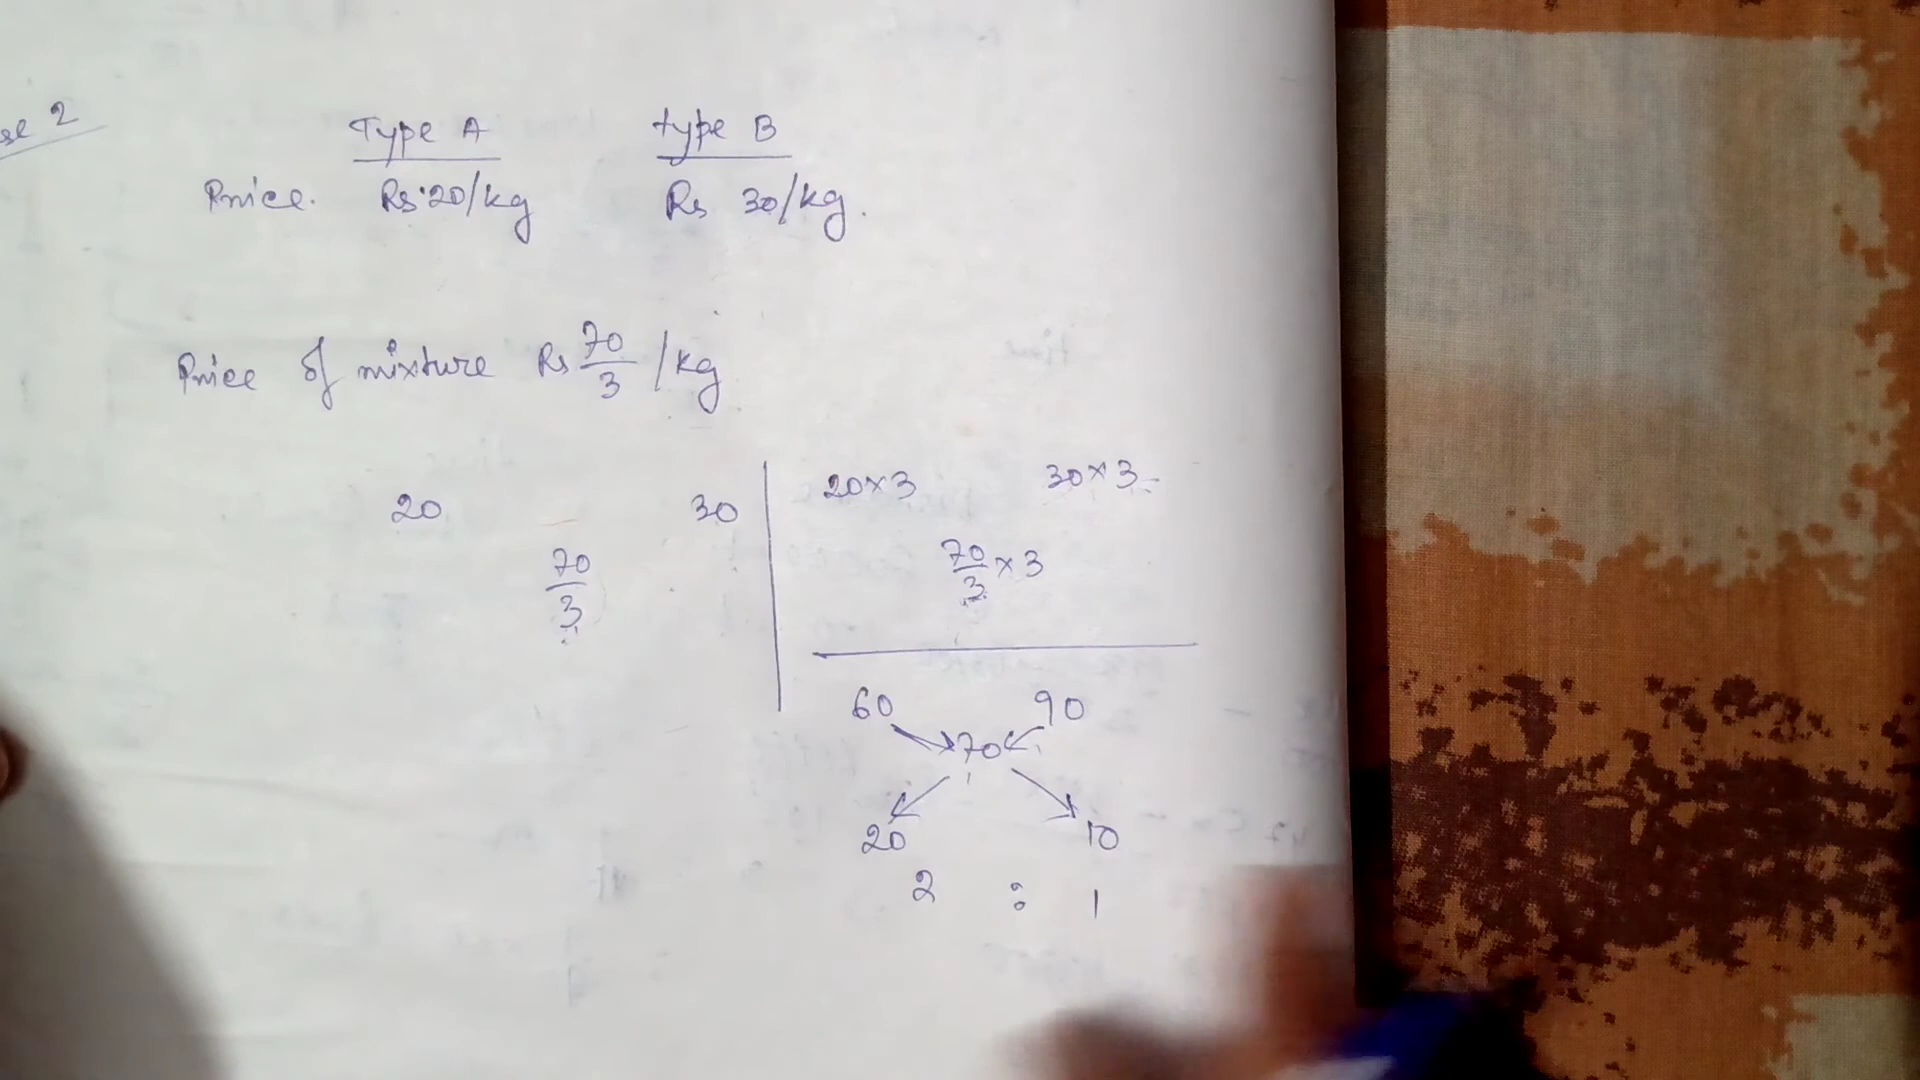 2
Type A type B
Price. Rs 20/kg Rs 30/kg.
Price of mixture Rs 70/3 /kg
20 30
70/3
20×3 30×3
70/3 ×3
60 90
70
20 10
2 : 1